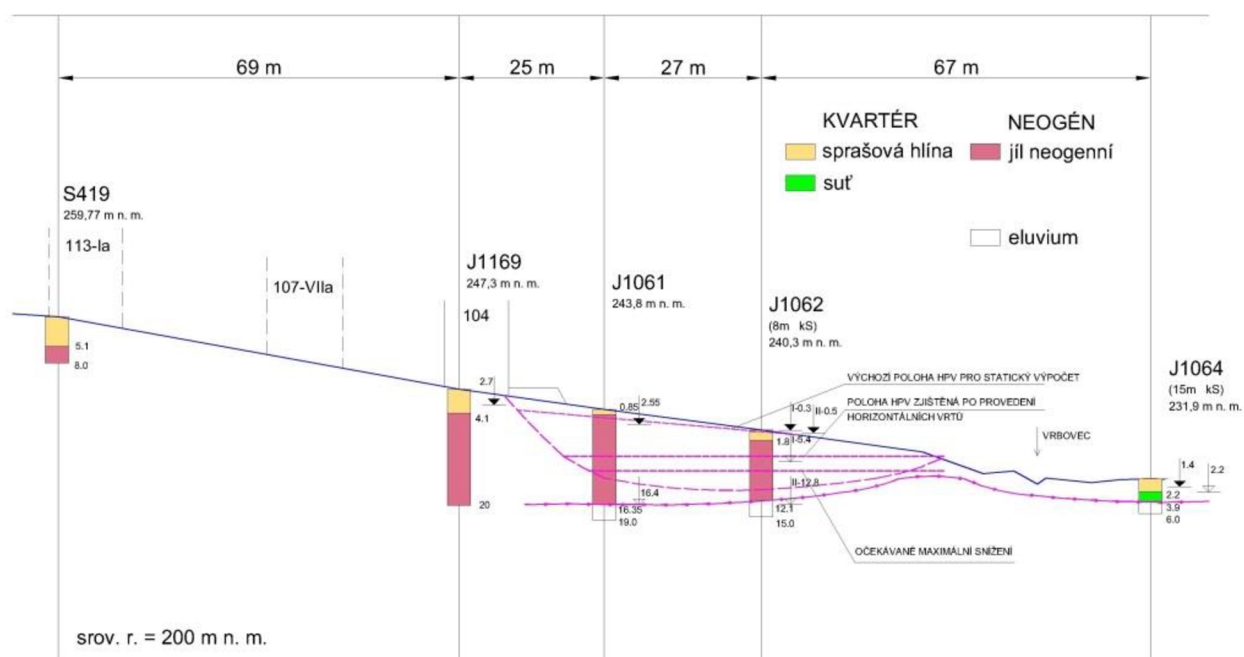 69 m
25 m
27 m
67 m
KVARTÉR
NEOGÉN
sprašová hlína
jíl neogenní
suť
eluvium
S419
259,77 m n. m.
113-Ia
107-VIIa
J1169
247,3 m n. m.
104
J1061
243,8 m n. m.
J1062
(8m kS)
240,3 m n. m.
J1064
(15m kS)
231,9 m n. m.
VÝCHOZÍ POLOHA HPV PRO STATICKÝ VÝPOČET
POLOHA HPV ZJIŠTĚNÁ PO PROVEDENÍ
HORIZONTÁLNÍCH VRTŮ
VRBOVEC
5.1
8.0
2.7
4.1
20
0.85
2.55
16.4
16.35
19.0
I-0.3
II-0.5
1.8
I-5.4
II-12.8
12.1
15.0
1.4
2.2
2.2
3.9
6.0
OČEKÁVANÉ MAXIMÁLNÍ SNÍŽENÍ
srov. r. = 200 m n. m.